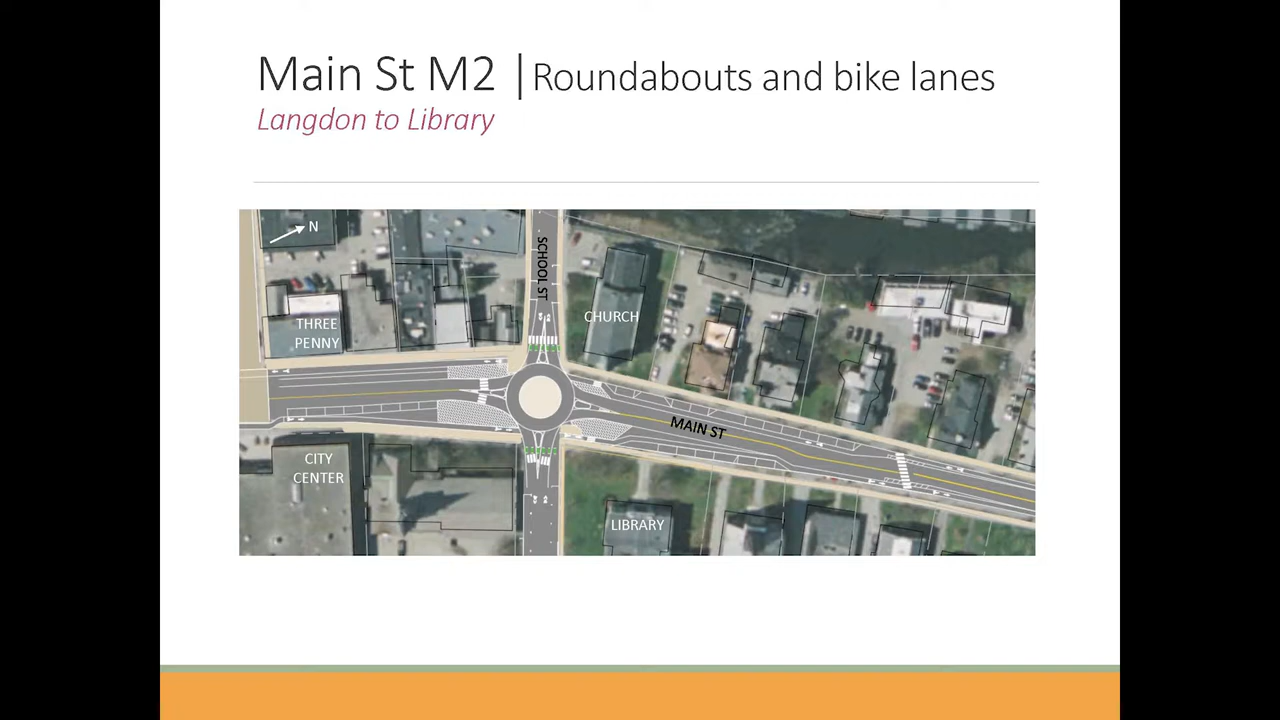 Main St M2 | Roundabouts and bike lanes
Langdon to Library
N
SCHOOL ST
THREE
PENNY
CHURCH
MAIN ST
CITY
CENTER
LIBRARY